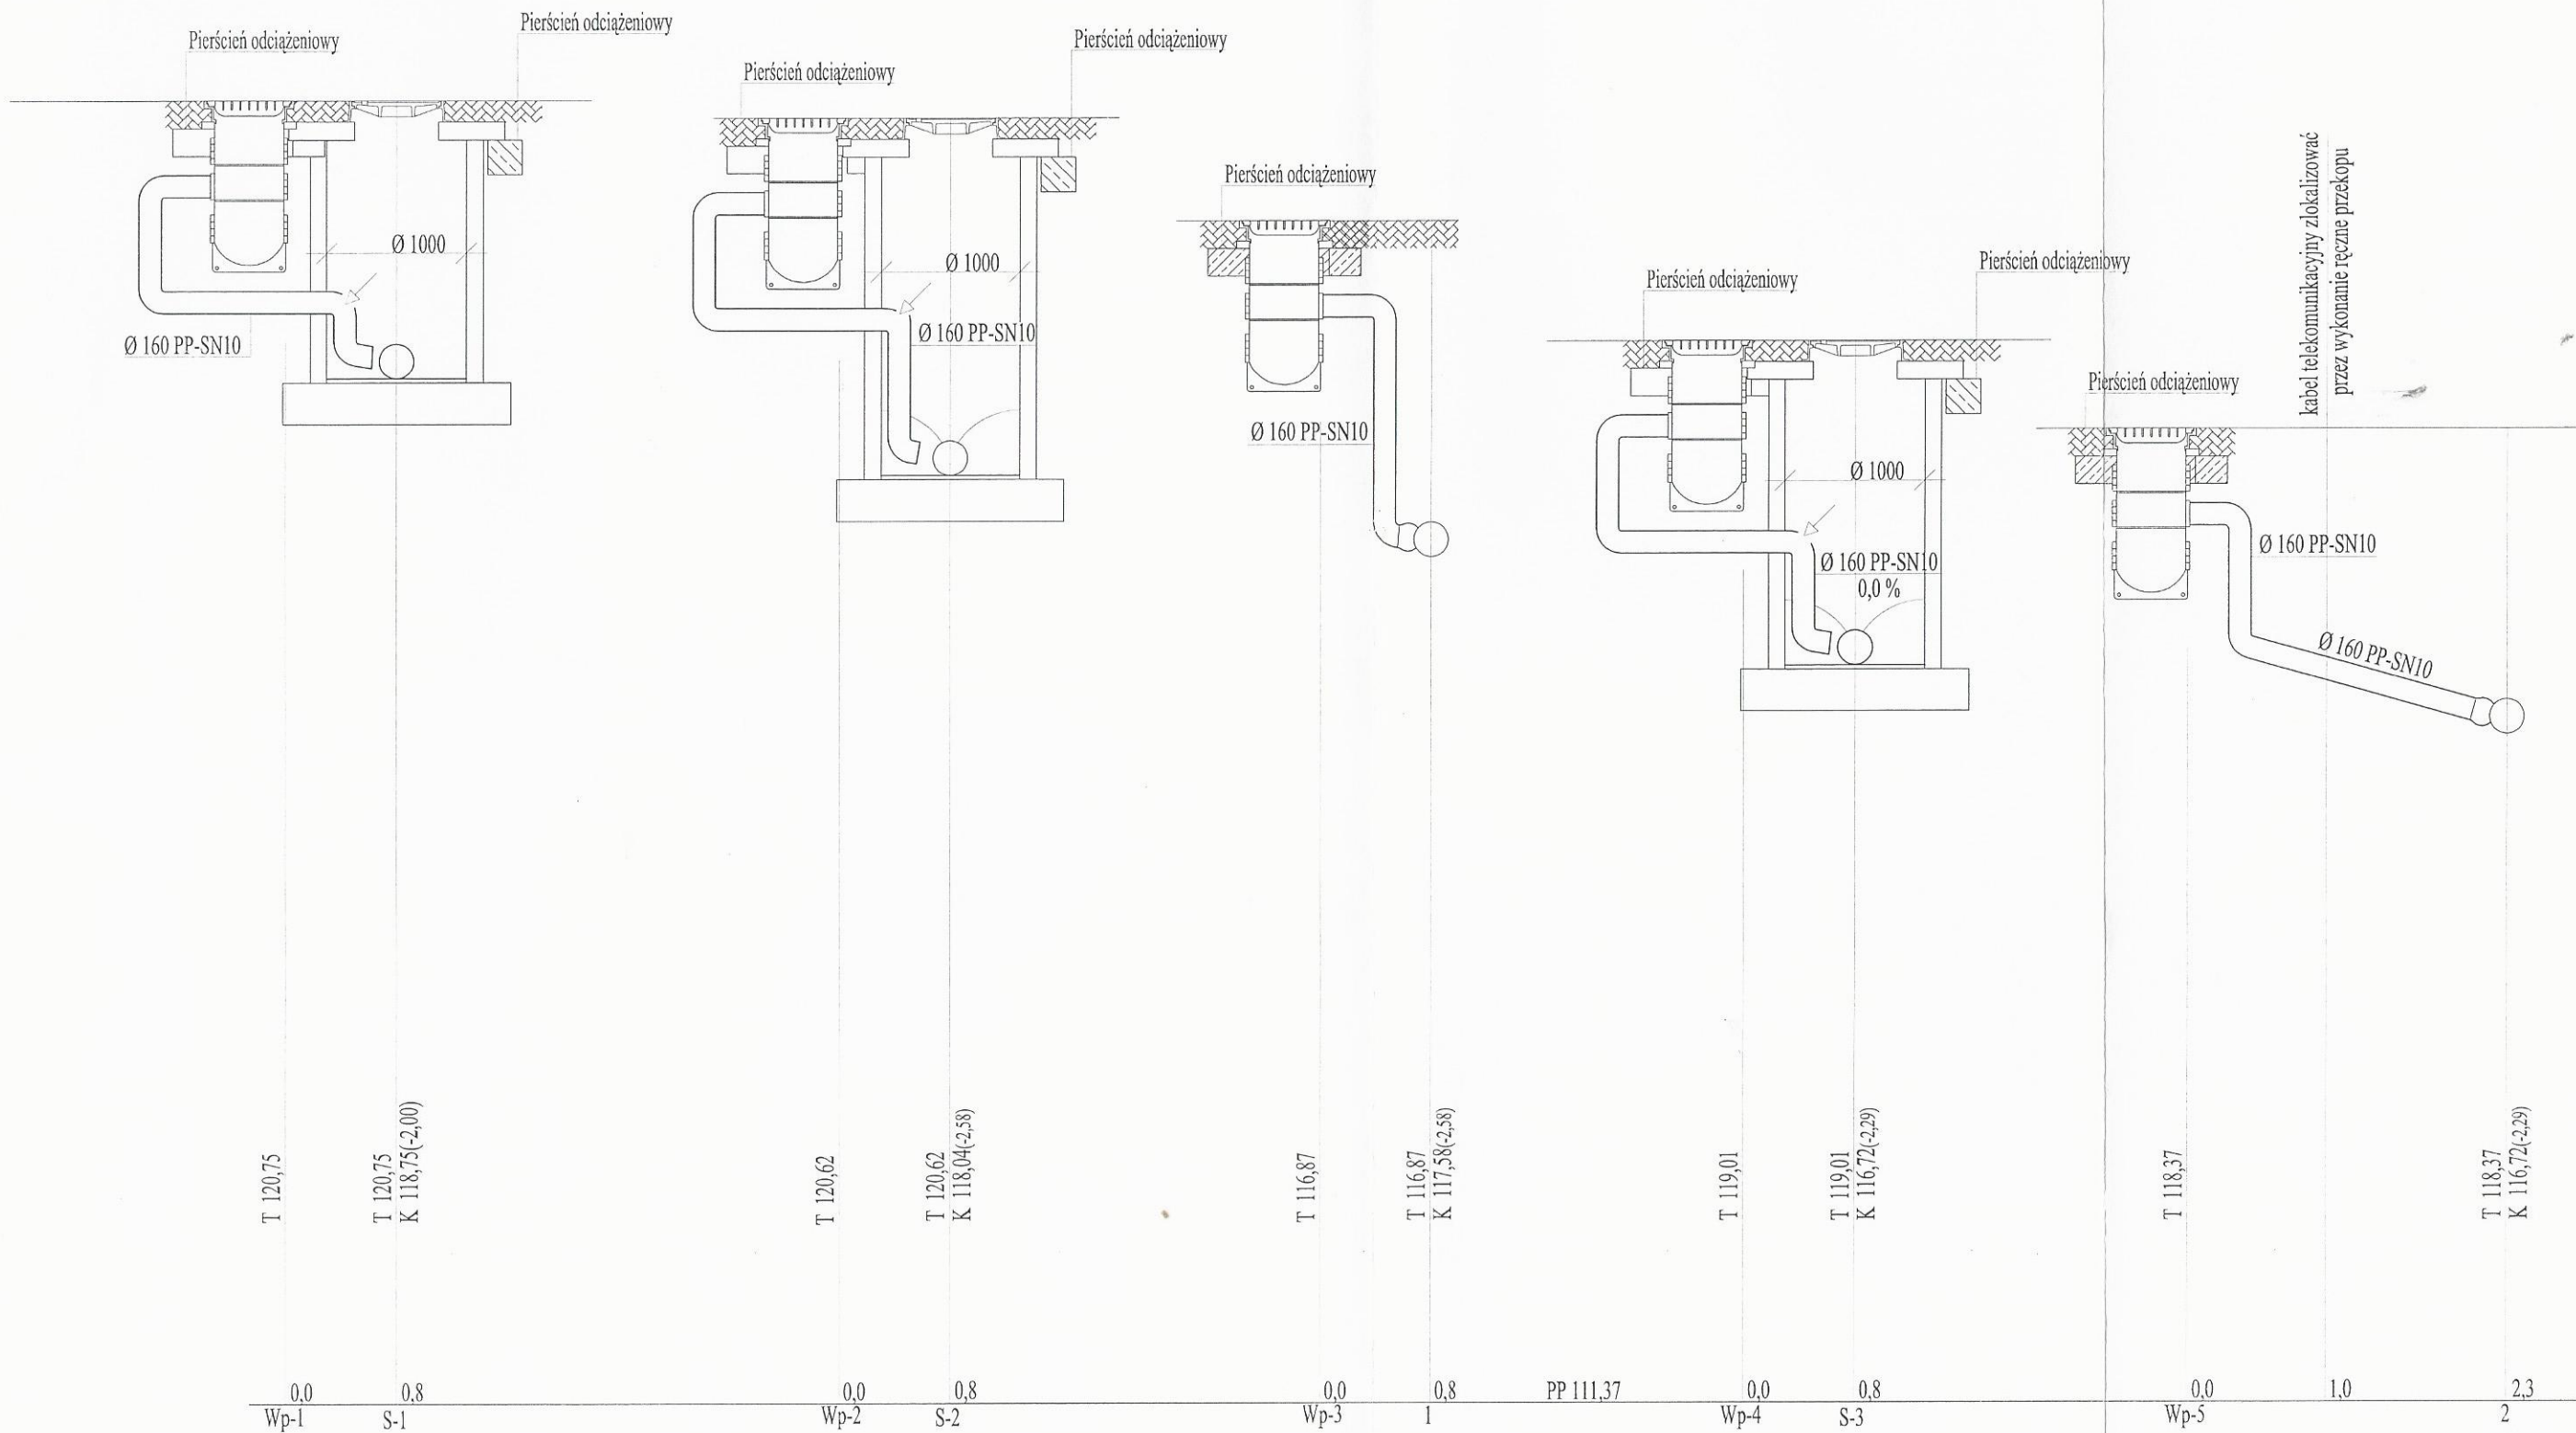 Pierścień odciążeniowy
Pierścień odciążeniowy
Ø 1000
Ø 160 PP-SN10
T 120,75
T 120,75
K 118,75(-2,00)
0,0
0,8
Wp-1
S-1
Pierścień odciążeniowy
Pierścień odciążeniowy
Ø 1000
Ø 160 PP-SN10
T 120,62
T 120,62
K 118,04(-2,58)
0,0
0,8
Wp-2
S-2
Pierścień odciążeniowy
Ø 160 PP-SN10
T 116,87
T 116,87
K 117,58(-2,58)
0,0
0,8
Wp-3
1
PP 111,37
Pierścień odciążeniowy
Pierścień odciążeniowy
Ø 1000
Ø 160 PP-SN10
0,0 %
T 119,01
T 119,01
K 116,72(-2,29)
0,0
0,8
Wp-4
S-3
kabel telekomunikacyjny zlokalizować
przez wykonanie ręczne przekopu
Pierścień odciążeniowy
Ø 160 PP-SN10
Ø 160 PP-SN10
T 118,37
T 118,37
K 116,72(-2,29)
0,0
1,0
2,3
Wp-5
2